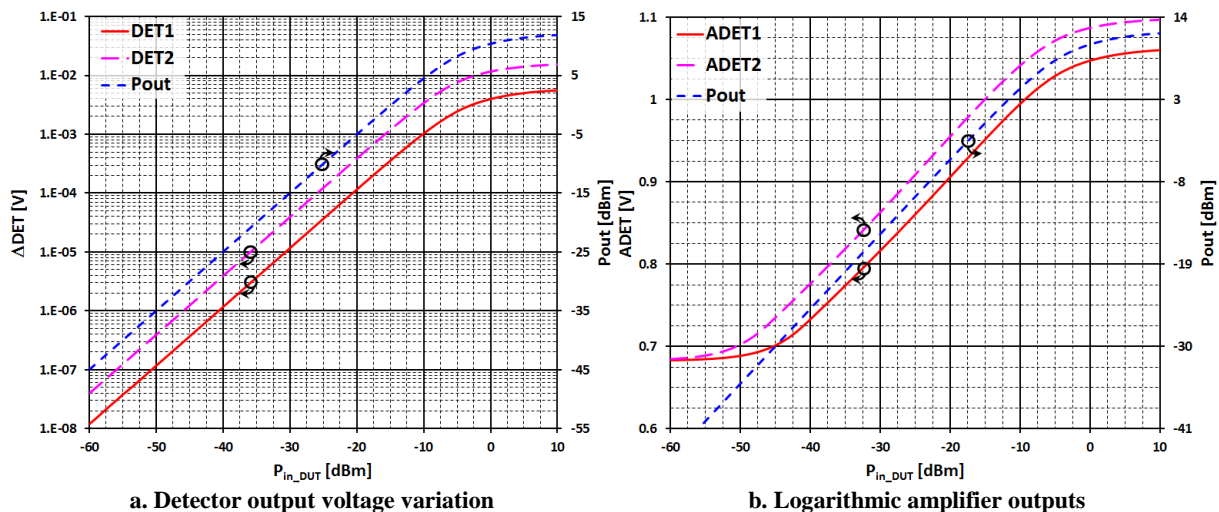 DET1
DET2
Pout
1.E-01
1.E-02
1.E-03
1.E-04
1.E-05
1.E-06
1.E-07
1.E-08
ΔDET [V]
15
5
-5
-15
-25
-35
-45
-55
Pout [dBm]
-60 -50 -40 -30 -20 -10 0 10
Pin_DUT [dBm]
a. Detector output voltage variation
ADET1
ADET2
Pout
1.1
1
0.9
0.8
0.7
0.6
ADET [V]
14
3
-8
-19
-30
-41
Pout [dBm]
-60 -50 -40 -30 -20 -10 0 10
Pin_DUT [dBm]
b. Logarithmic amplifier outputs